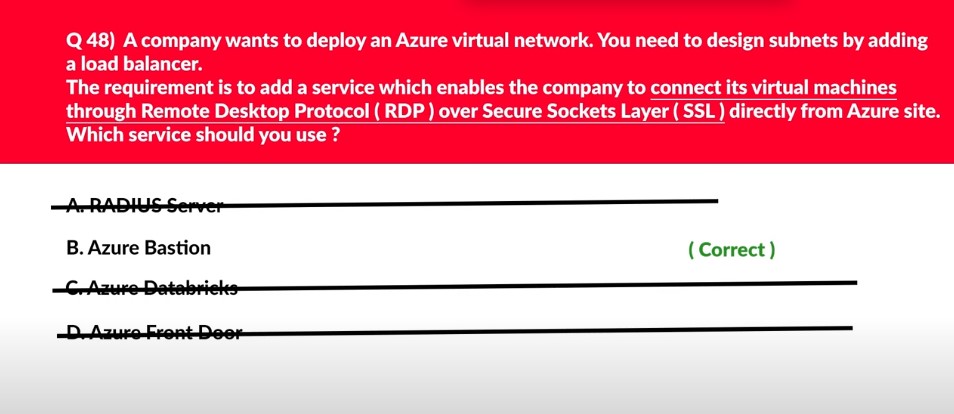 Q 48) A company wants to deploy an Azure virtual network. You need to design subnets by adding
a load balancer.
The requirement is to add a service which enables the company to connect its virtual machines
through Remote Desktop Protocol ( RDP ) over Secure Sockets Layer ( SSL ) directly from Azure site.
Which service should you use ?
A. RADIUS Server
B. Azure Bastion
( Correct )
C. Azure Databricks
D. Azure Front Door